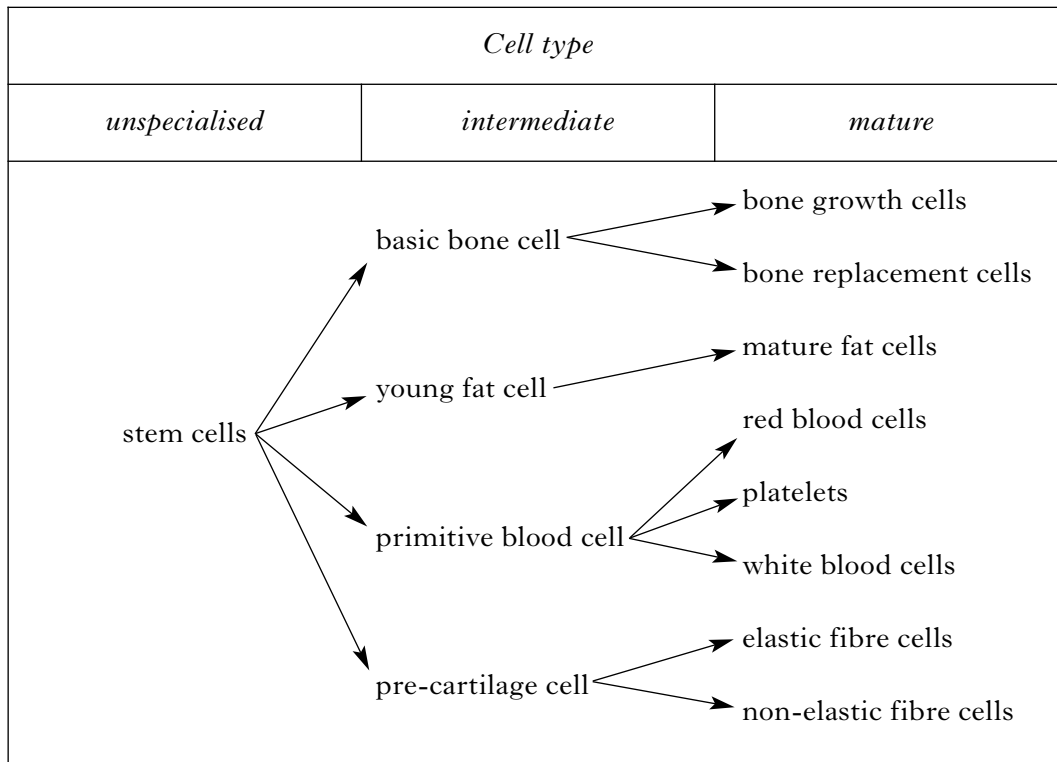 Cell type
unspecialised
intermediate
mature
bone growth cells
basic bone cell
bone replacement cells
mature fat cells
young fat cell
red blood cells
stem cells
platelets
primitive blood cell
white blood cells
elastic fibre cells
pre-cartilage cell
non-elastic fibre cells